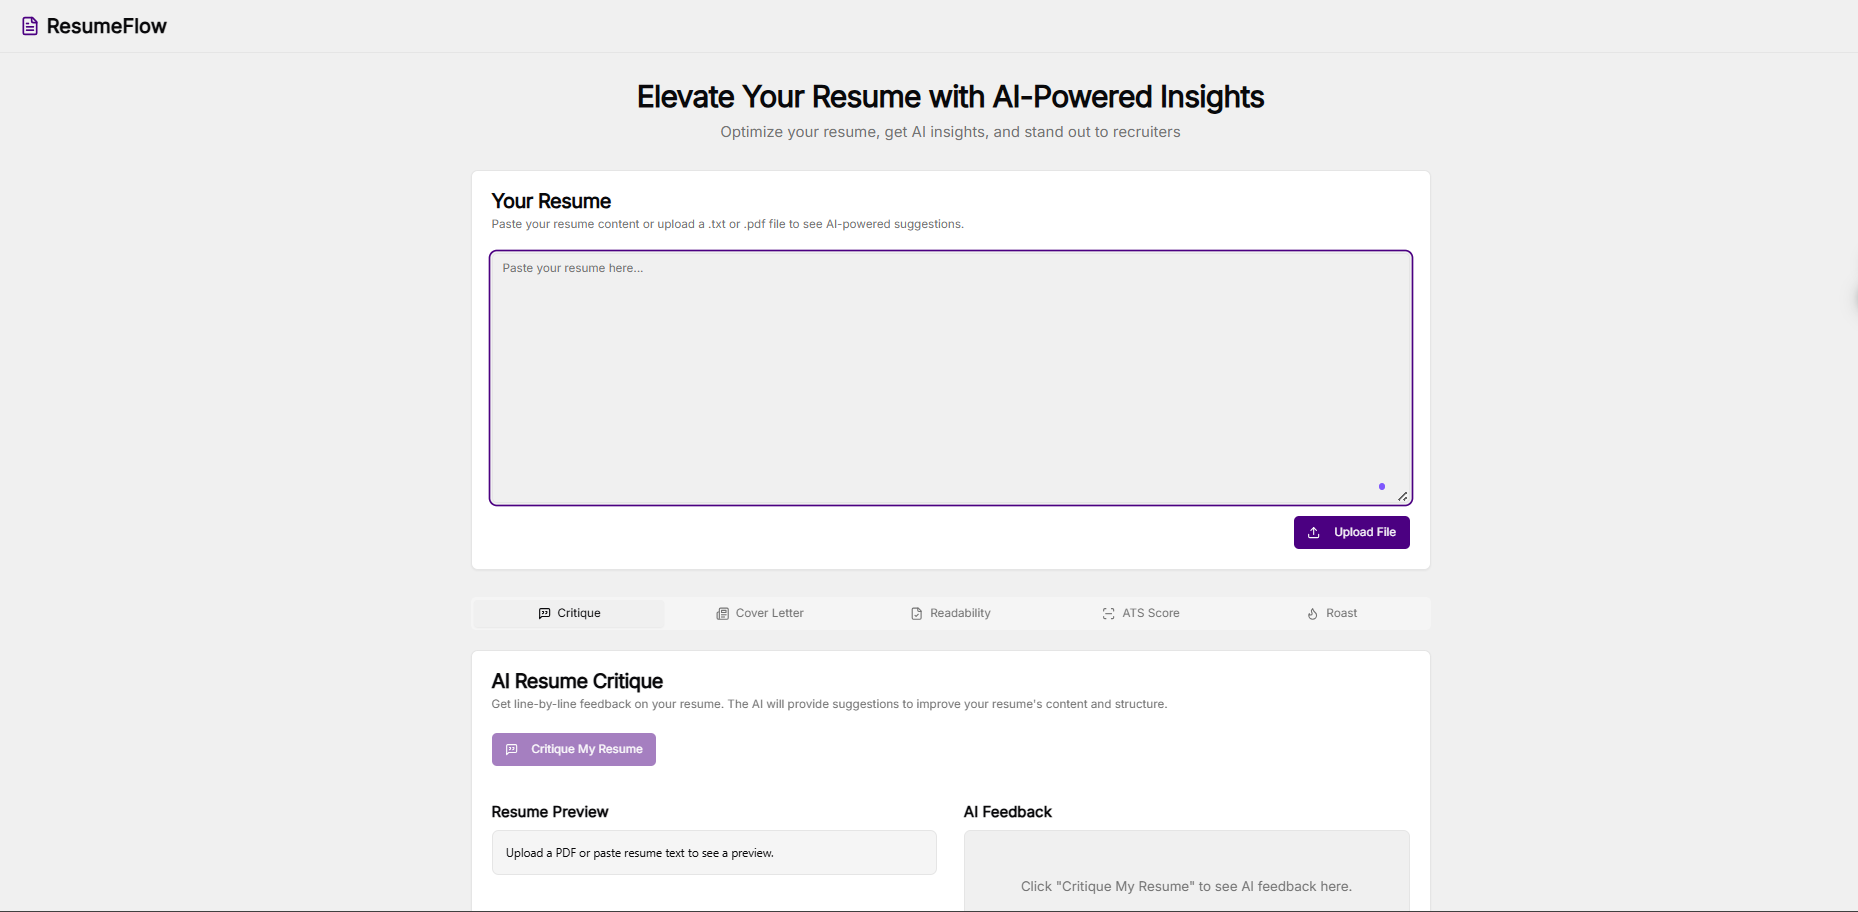 ResumeFlow
Elevate Your Resume with AI-Powered Insights
Optimize your resume, get AI insights, and stand out to recruiters
Your Resume
Paste your resume content or upload a .txt or .pdf file to see AI-powered suggestions.
Paste your resume here...
Upload File
Critique
Cover Letter
Readability
ATS Score
Roast
AI Resume Critique
Get line-by-line feedback on your resume. The AI will provide suggestions to improve your resume's content and structure.
Critique My Resume
Resume Preview
Upload a PDF or paste resume text to see a preview.
AI Feedback
Click "Critique My Resume" to see AI feedback here.